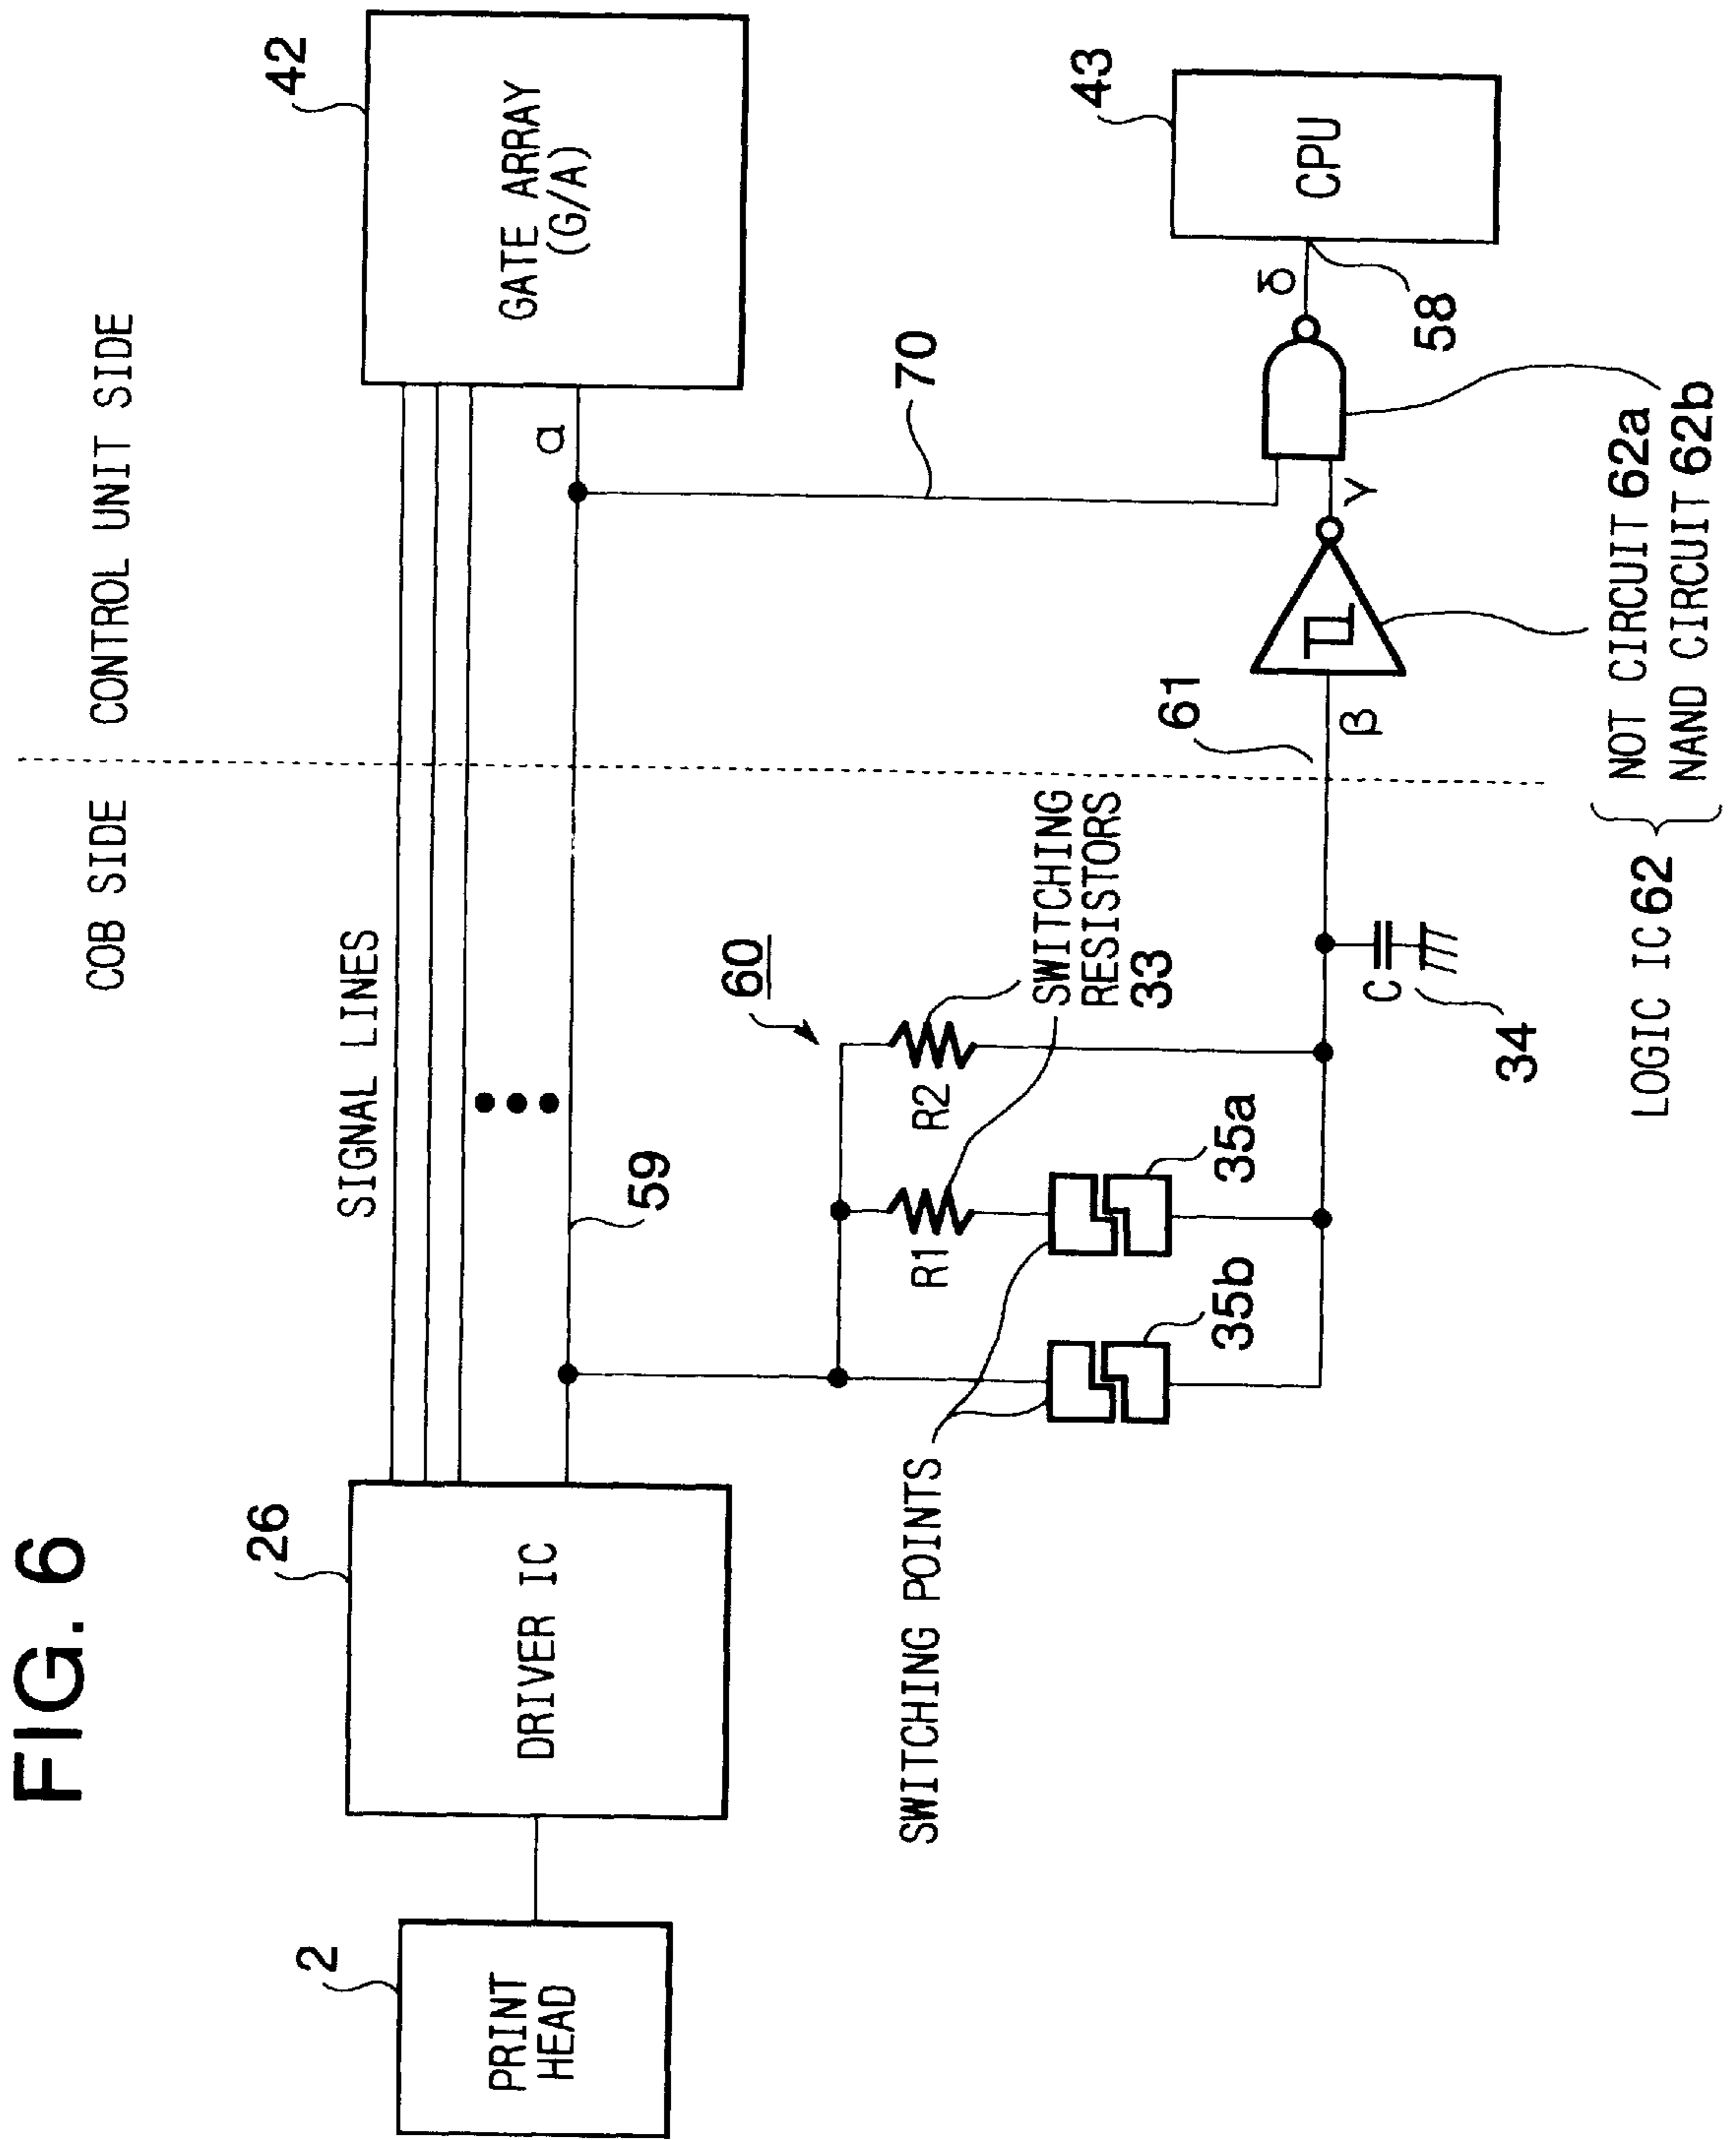 FIG. 6
COB SIDE
CONTROL UNIT SIDE
2
PRINT
HEAD
26
DRIVER IC
SIGNAL LINES
42
GATE ARRAY
(G/A)
α
59
70
60
SWITCHING POINTS
R1
R2
SWITCHING
RESISTORS
33
35b
35a
C
34
61
β
γ
δ
58
43
CPU
LOGIC IC 62
NOT CIRCUIT 62a
NAND CIRCUIT 62b